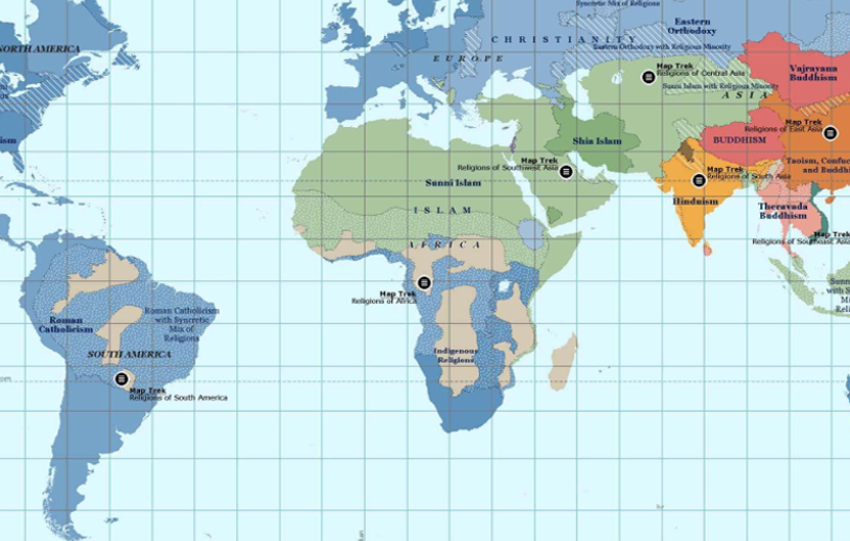 Syncretic Mix of Religions
Eastern
Orthodoxy
CHRISTIANITY
Eastern Orthodoxy with Religious Minority
NORTH AMERICA
EUROPE
Map Trek
Religions of Central Asia
Vajrayana
Buddhism
Sunni Islam with Religious Minority
ASIA
ism
Map Trek
Religions of East Asia
Shia Islam
BUDDHISM
Map Trek
Religions of Southwest Asia
Taoism, Confuc
and Buddhi
Map Trek
Religions of South Asia
Sunni Islam
Hinduism
ISLAM
Theravada
Buddhism
Map Trek
Religions of Southeast Asia
AFRICA
Map Trek
Religions of Africa
Sunn
with S
Mi
Reli
Roman
Catholicism
Roman Catholicism
with Syncretic
Mix of
Religions
Indigenous
Religions
SOUTH AMERICA
Map Trek
Religions of South America